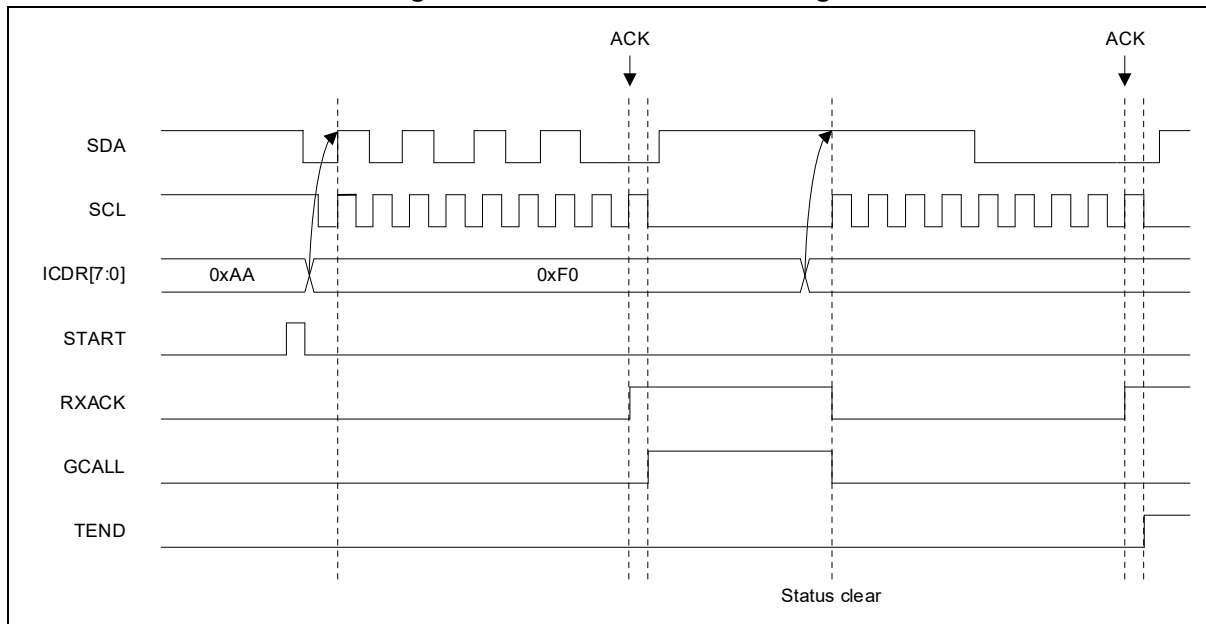 ACK
ACK
SDA
SCL
ICDR[7:0]
0xAA
0xF0
START
RXACK
GCALL
TEND
Status clear